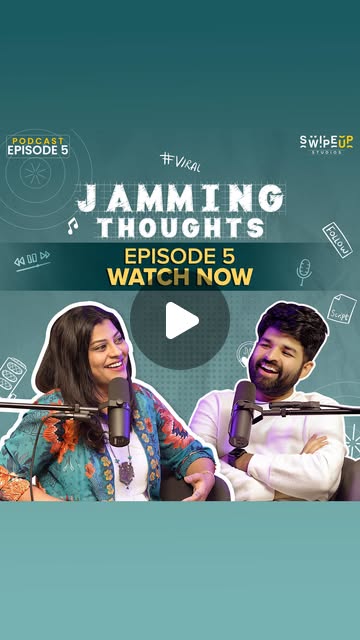 PODCAST
EPISODE 5
SWIPEUP
STUDIOS
#VIRAL
JAMMING
THOUGHTS
EPISODE 5
WATCH NOW
FOLLOW
Script